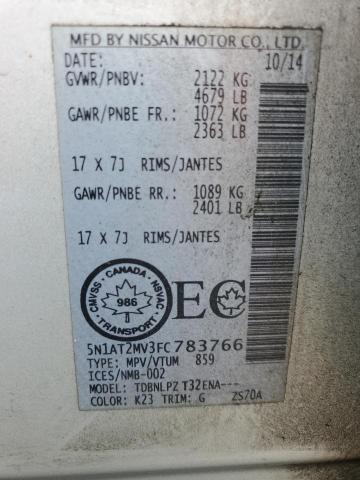 MFD BY NISSAN MOTOR CO., LTD.
DATE: 10/14
GVWR/PNBV: 2122 KG
4679 LB
GAWR/PNBE FR.: 1072 KG
2363 LB
17 X 7J RIMS/JANTES
GAWR/PNBE RR.: 1089 KG
2401 LB
17 X 7J RIMS/JANTES
CMVSS · CANADA · NSVAC
986
TRANSPORT
EC
5N1AT2MV3FC783766
TYPE: MPV/VTUM 859
ICES/NMB-002
MODEL: TDBNLPZ T32ENA---
COLOR: K23 TRIM: G ZS70A